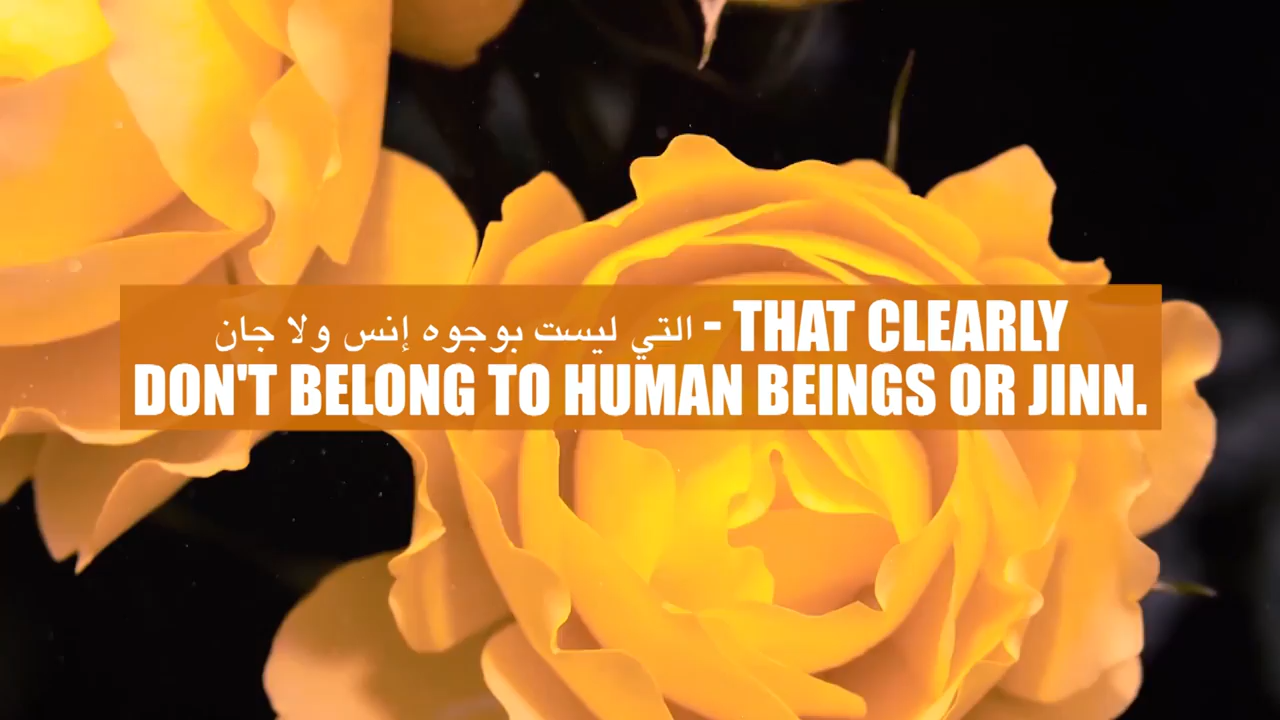 التي ليست بوجوه إنس ولا جان - THAT CLEARLY
DON'T BELONG TO HUMAN BEINGS OR JINN.